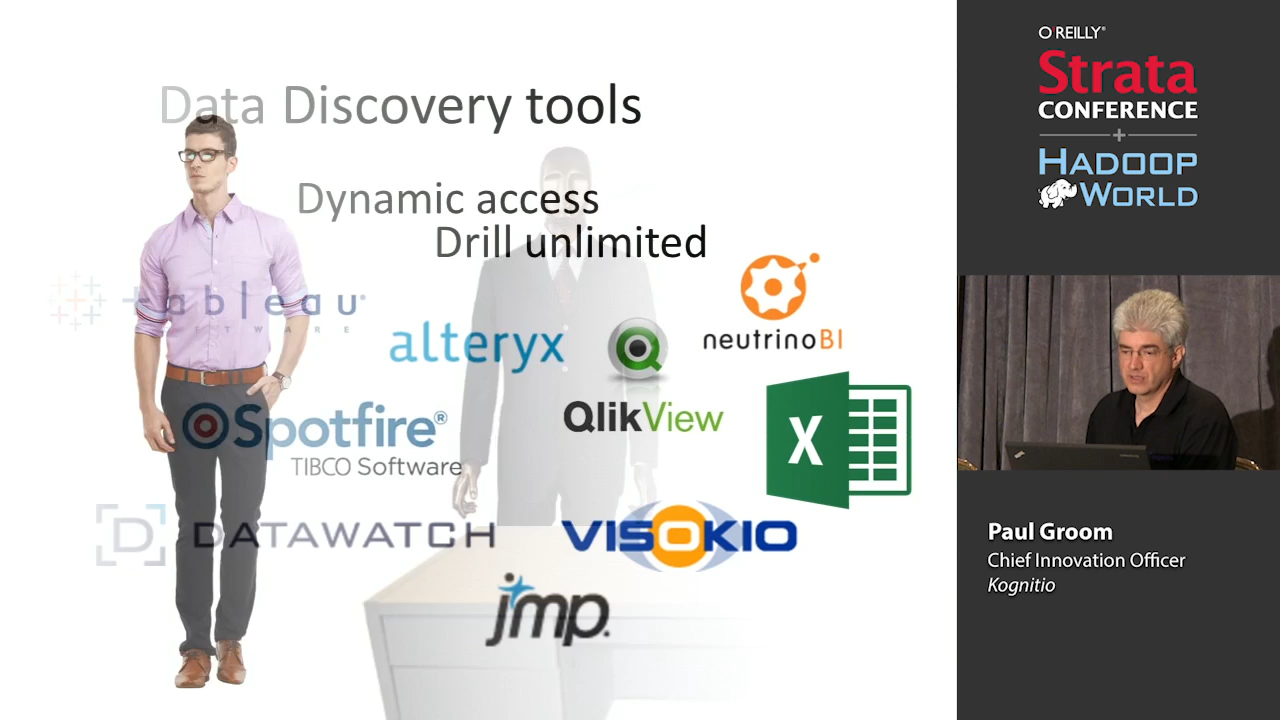 Data Discovery tools
Dynamic access
Drill unlimited
tableau®
SOFTWARE
alteryx
QlikView
neutrinoBI
Spotfire®
TIBCO Software
X
DATAWATCH
VISOKIO
jmp.
O'REILLY®
Strata
CONFERENCE
+
HADOOP
WORLD
Paul Groom
Chief Innovation Officer
Kognitio